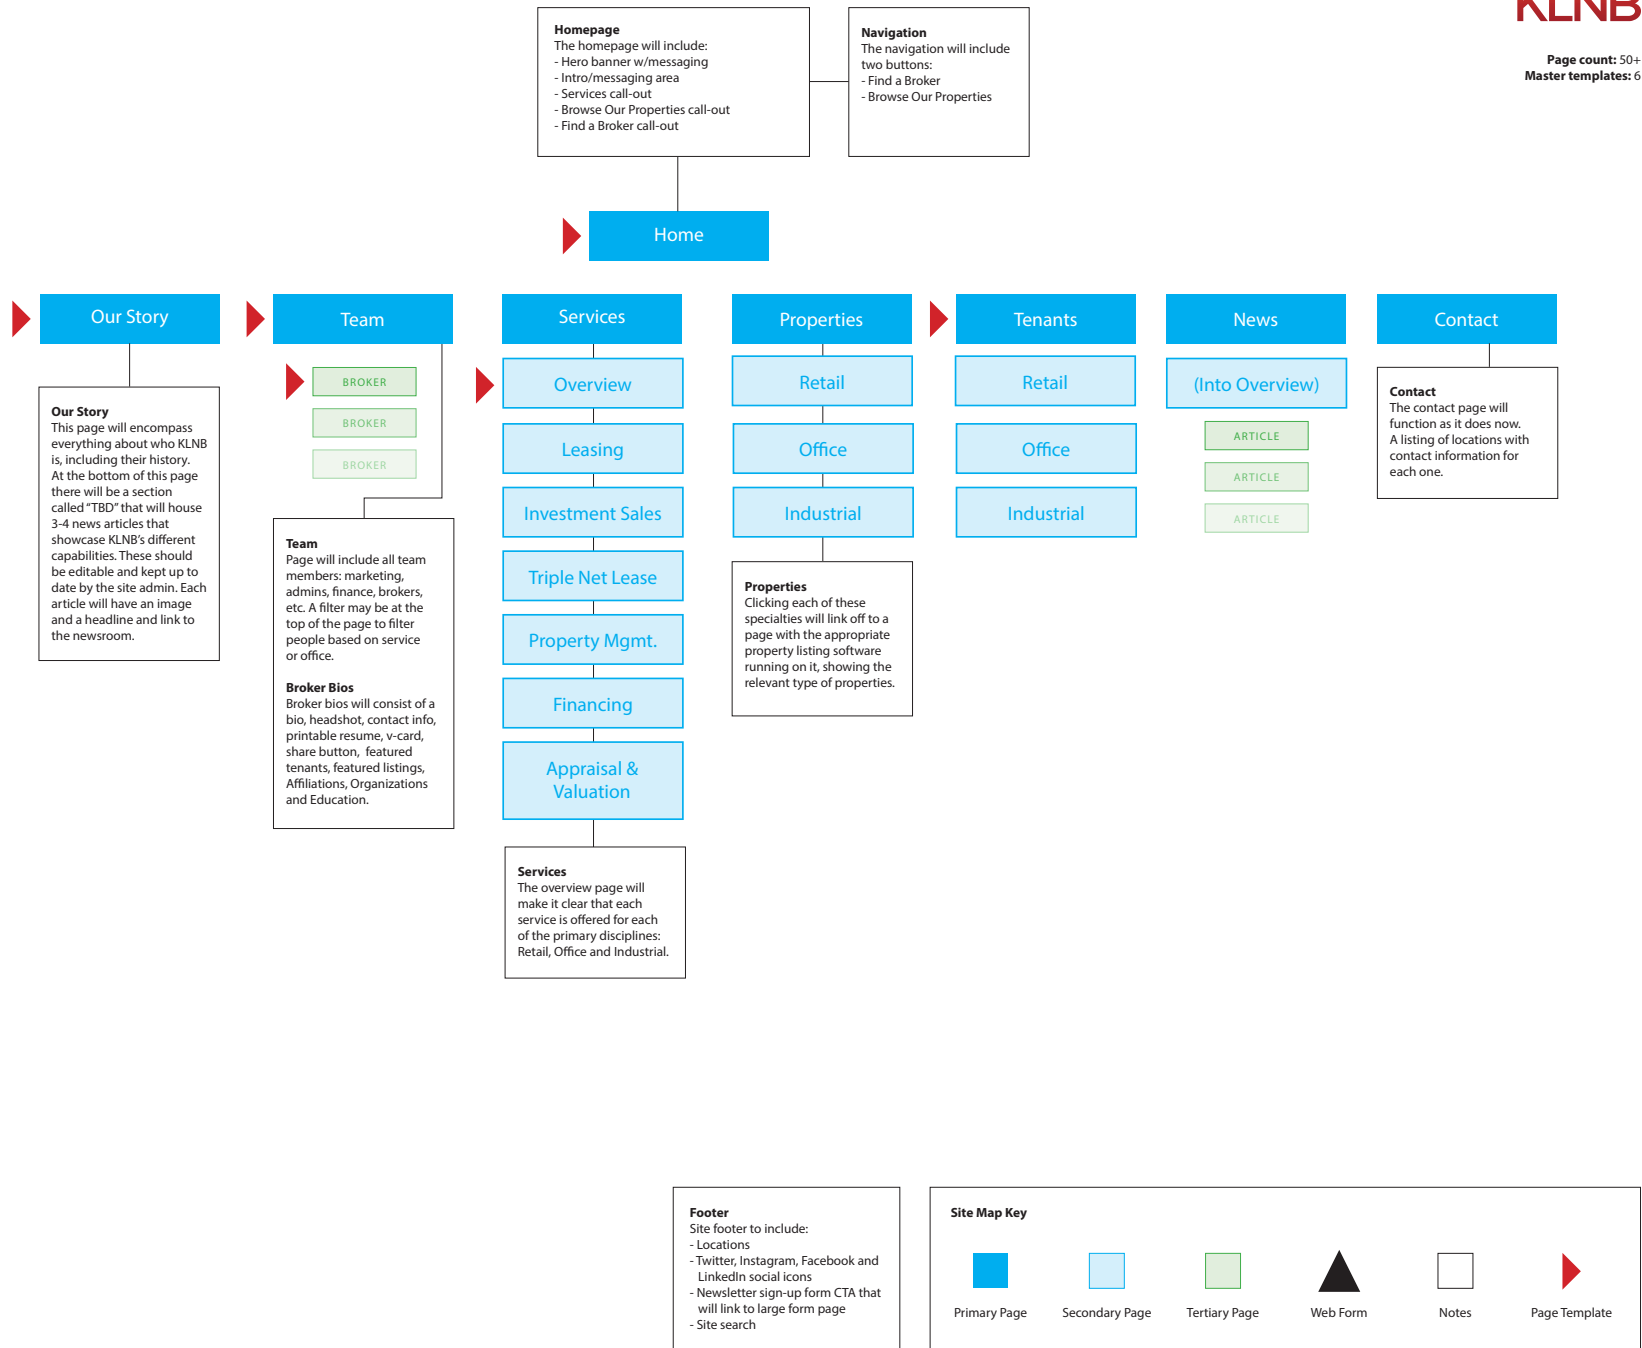 KLNB
Page count: 50+
Master templates: 6
Homepage
The homepage will include:
- Hero banner w/messaging
- Intro/messaging area
- Services call-out
- Browse Our Properties call-out
- Find a Broker call-out
Navigation
The navigation will include
two buttons:
- Find a Broker
- Browse Our Properties
Home
Our Story
Team
Services
Properties
Tenants
News
Contact
Our Story
This page will encompass
everything about who KLNB
is, including their history.
At the bottom of this page
there will be a section
called “TBD” that will house
3-4 news articles that
showcase KLNB’s different
capabilities. These should
be editable and kept up to
date by the site admin. Each
article will have an image
and a headline and link to
the newsroom.
BROKER
BROKER
BROKER
Team
Page will include all team
members: marketing,
admins, finance, brokers,
etc. A filter may be at the
top of the page to filter
people based on service
or office.
Broker Bios
Broker bios will consist of a
bio, headshot, contact info,
printable resume, v-card,
share button,  featured
tenants, featured listings,
Affiliations, Organizations
and Education.
Overview
Leasing
Investment Sales
Triple Net Lease
Property Mgmt.
Financing
Appraisal &
Valuation
Services
The overview page will
make it clear that each
service is offered for each
of the primary disciplines:
Retail, Office and Industrial.
Retail
Office
Industrial
Properties
Clicking each of these
specialties will link off to a
page with the appropriate
property listing software
running on it, showing the
relevant type of properties.
Retail
Office
Industrial
(Into Overview)
ARTICLE
ARTICLE
ARTICLE
Contact
The contact page will
function as it does now.
A listing of locations with
contact information for
each one.
Footer
Site footer to include:
- Locations
- Twitter, Instagram, Facebook and
LinkedIn social icons
- Newsletter sign-up form CTA that
will link to large form page
- Site search
Site Map Key
Primary Page
Secondary Page
Tertiary Page
Web Form
Notes
Page Template